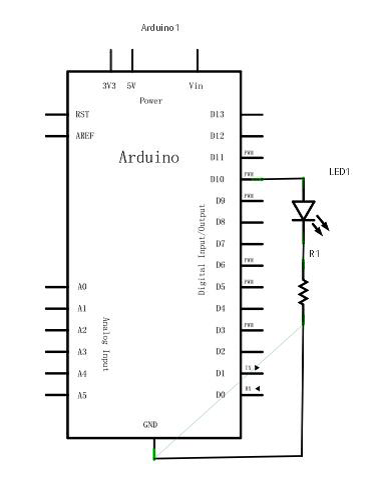 Arduino1
3V3 5V Vin
Power
RST D13
AREF D12
D11 PWM
Arduino
D10 PWM
LED1
D9 PWM
D8
D7
D6 PWM
R1
Digital Input/Output
A0 D5 PWM
A1 D4
A2 D3 PWM
A3 D2
A4 D1 TX
A5 D0 RX
Analog Input
GND